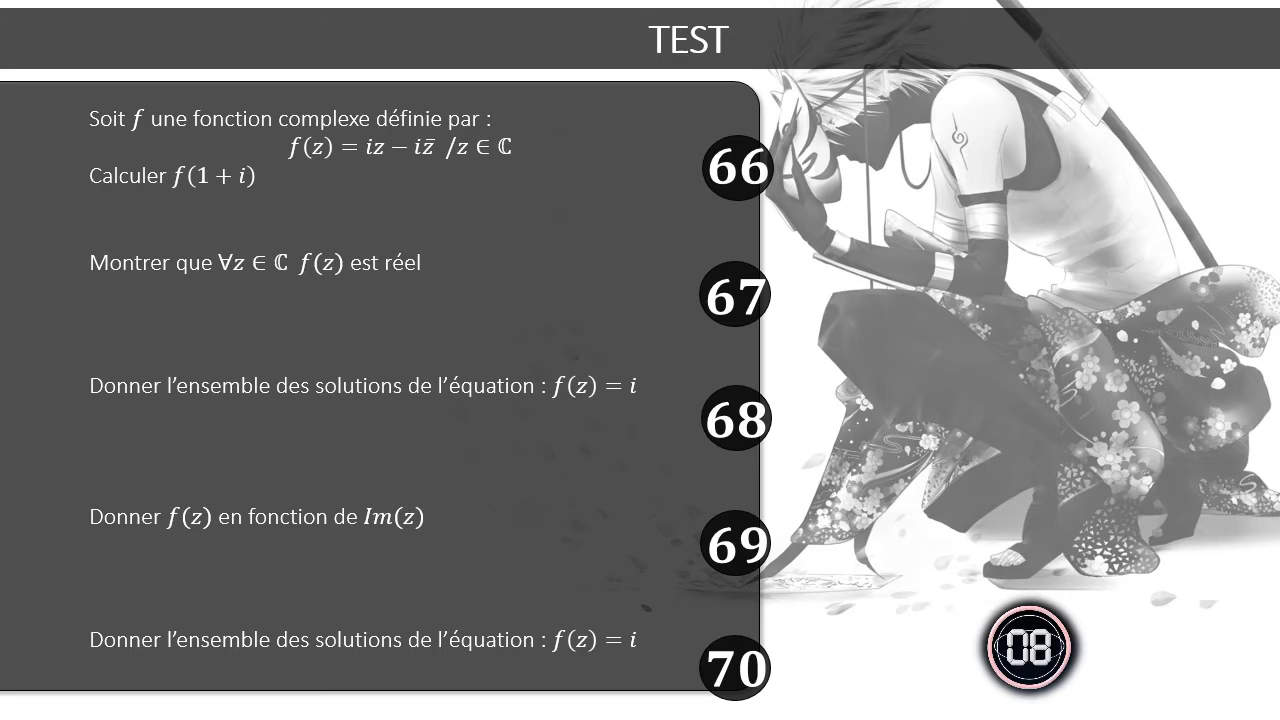 TEST
Soit f une fonction complexe définie par :
f(z) = iz − iz̄ /z ∈ ℂ
Calculer f(1 + i)
66
Montrer que ∀z ∈ ℂ f(z) est réel
67
Donner l’ensemble des solutions de l’équation : f(z) = i
68
Donner f(z) en fonction de Im(z)
69
Donner l’ensemble des solutions de l’équation : f(z) = i
70
08